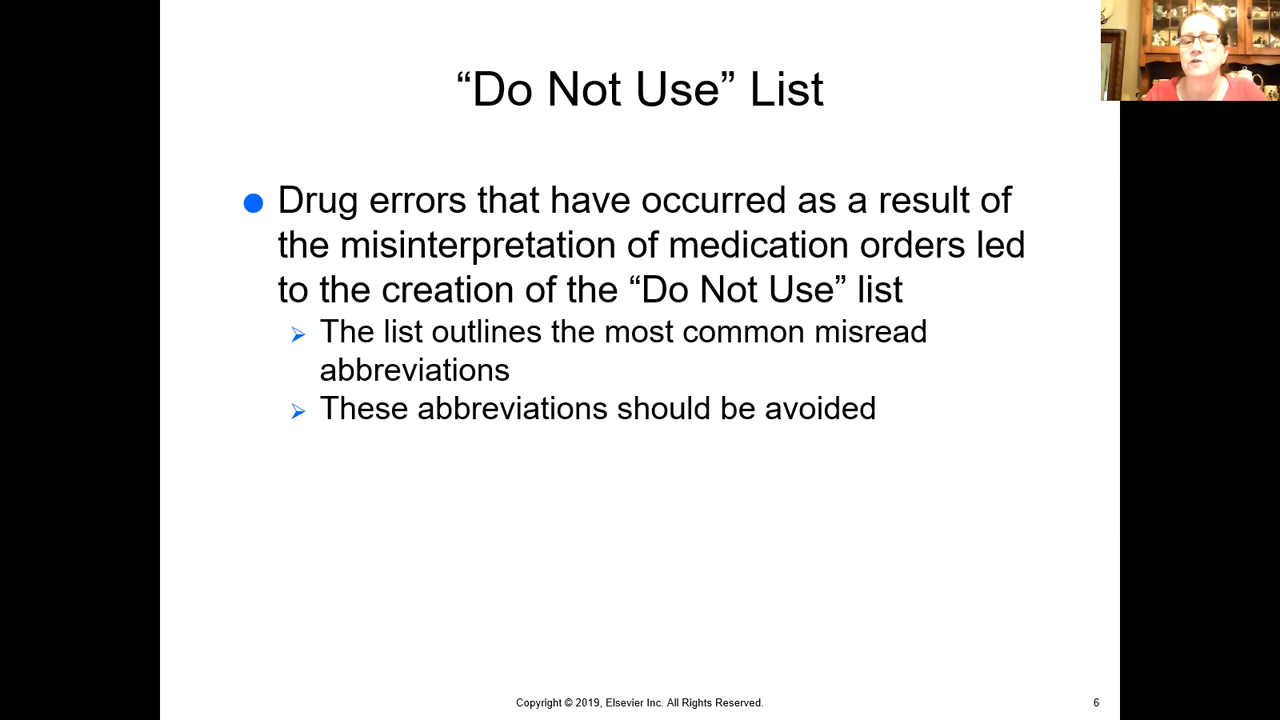 “Do Not Use” List
Drug errors that have occurred as a result of
the misinterpretation of medication orders led
to the creation of the “Do Not Use” list
The list outlines the most common misread
abbreviations
These abbreviations should be avoided
Copyright © 2019, Elsevier Inc. All Rights Reserved.
6